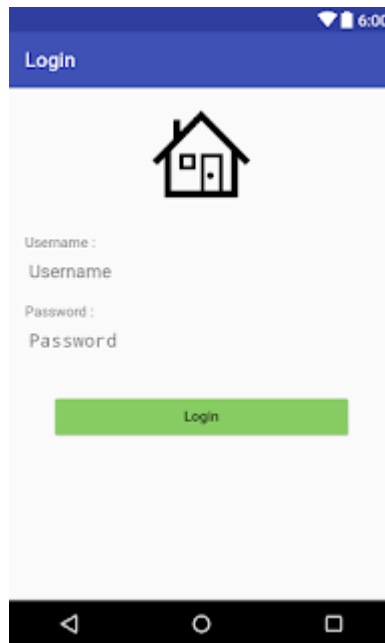 6:00
Login
Username :
Username
Password :
Password
Login